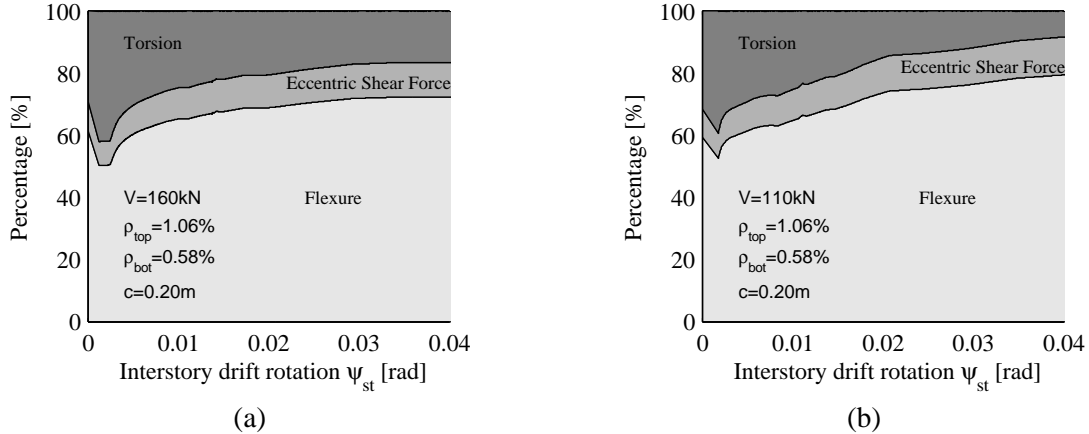 100
80
60
40
20
0
Percentage [%]
Torsion
Eccentric Shear Force
Flexure
V=160kN
ρtop=1.06%
ρbot=0.58%
c=0.20m
0 0.01 0.02 0.03 0.04
Interstory drift rotation ψst [rad]
(a)
100
80
60
40
20
0
Percentage [%]
Torsion
Eccentric Shear Force
Flexure
V=110kN
ρtop=1.06%
ρbot=0.58%
c=0.20m
0 0.01 0.02 0.03 0.04
Interstory drift rotation ψst [rad]
(b)